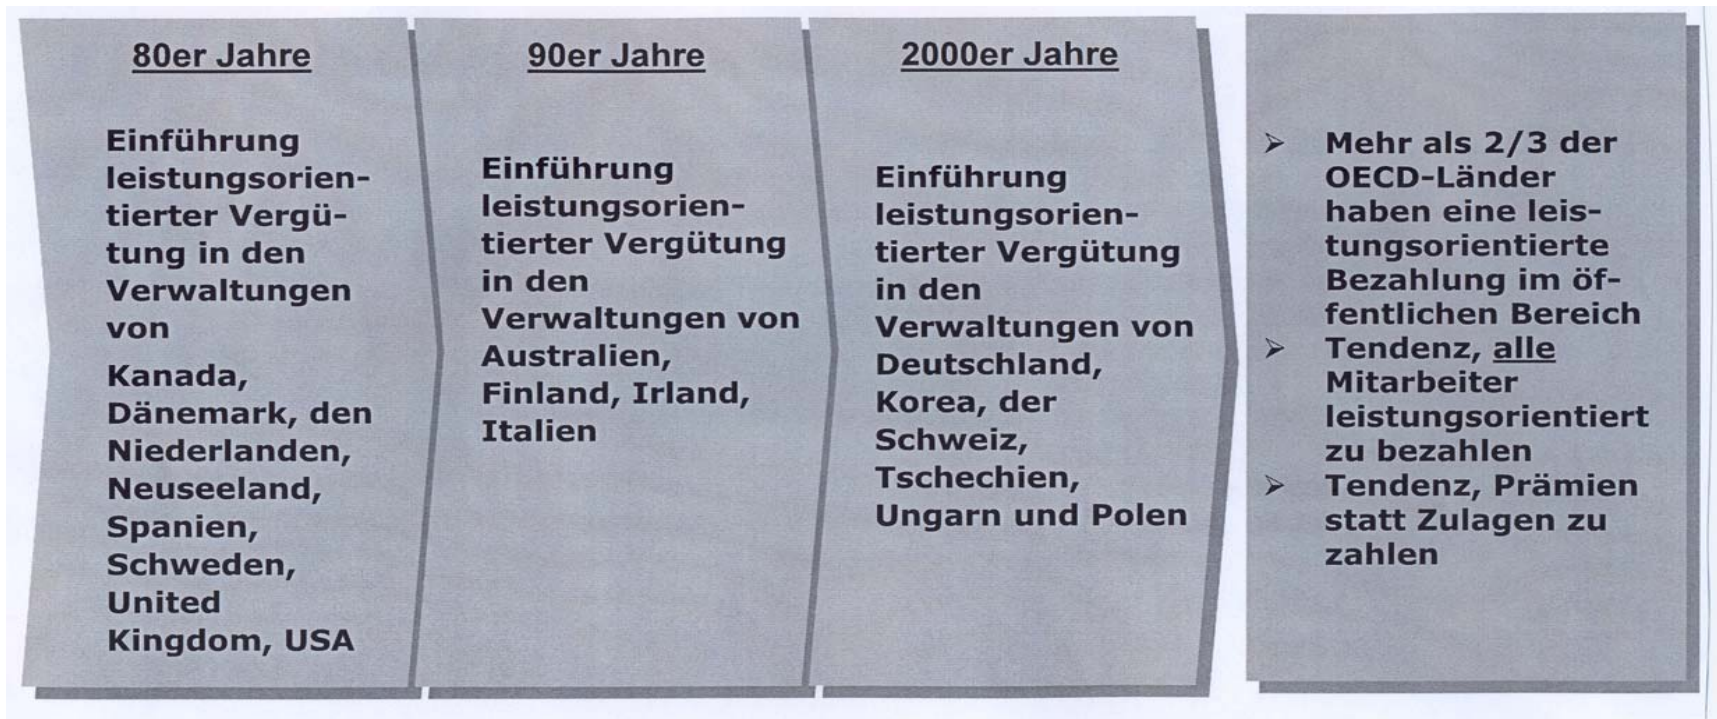 80er Jahre
Einführung
leistungsorien-
tierter Vergü-
tung in den
Verwaltungen
von
Kanada,
Dänemark, den
Niederlanden,
Neuseeland,
Spanien,
Schweden,
United
Kingdom, USA
90er Jahre
Einführung
leistungsorien-
tierter Vergütung
in den
Verwaltungen von
Australien,
Finland, Irland,
Italien
2000er Jahre
Einführung
leistungsorien-
tierter Vergütung
in den
Verwaltungen von
Deutschland,
Korea, der
Schweiz,
Tschechien,
Ungarn und Polen
➢ Mehr als 2/3 der
OECD-Länder
haben eine leis-
tungsorientierte
Bezahlung im öf-
fentlichen Bereich
➢ Tendenz, alle
Mitarbeiter
leistungsorientiert
zu bezahlen
➢ Tendenz, Prämien
statt Zulagen zu
zahlen